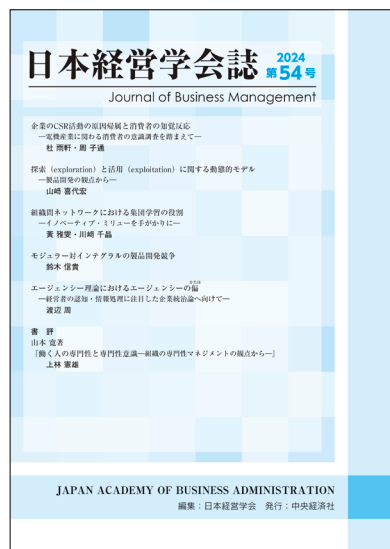 日本経営学会誌
2024
第54号
Journal of Business Management
企業のCSR活動の原因帰属と消費者の知覚反応
―電機産業に関わる消費者の意識調査を踏まえて―
杜 雨軒・周 子通
探索（exploration）と活用（exploitation）に関する動態的モデル
―製品開発の観点から―
山﨑 喜代宏
組織間ネットワークにおける集団学習の役割
―イノベーティブ・ミリューを手がかりに―
黃 雅雯・川﨑 千晶
モジュラー対インテグラルの製品開発競争
鈴木 信貴
かたほ
エージェンシー理論におけるエージェンシーの偏
―経営者の認知・情報処理に注目した企業統治論へ向けて―
渡辺 周
書 評
山本 寛著
『働く人の専門性と専門性意識―組織の専門性マネジメントの観点から―』
上林 憲雄
JAPAN ACADEMY OF BUSINESS ADMINISTRATION
編集：日本経営学会 発行：中央経済社